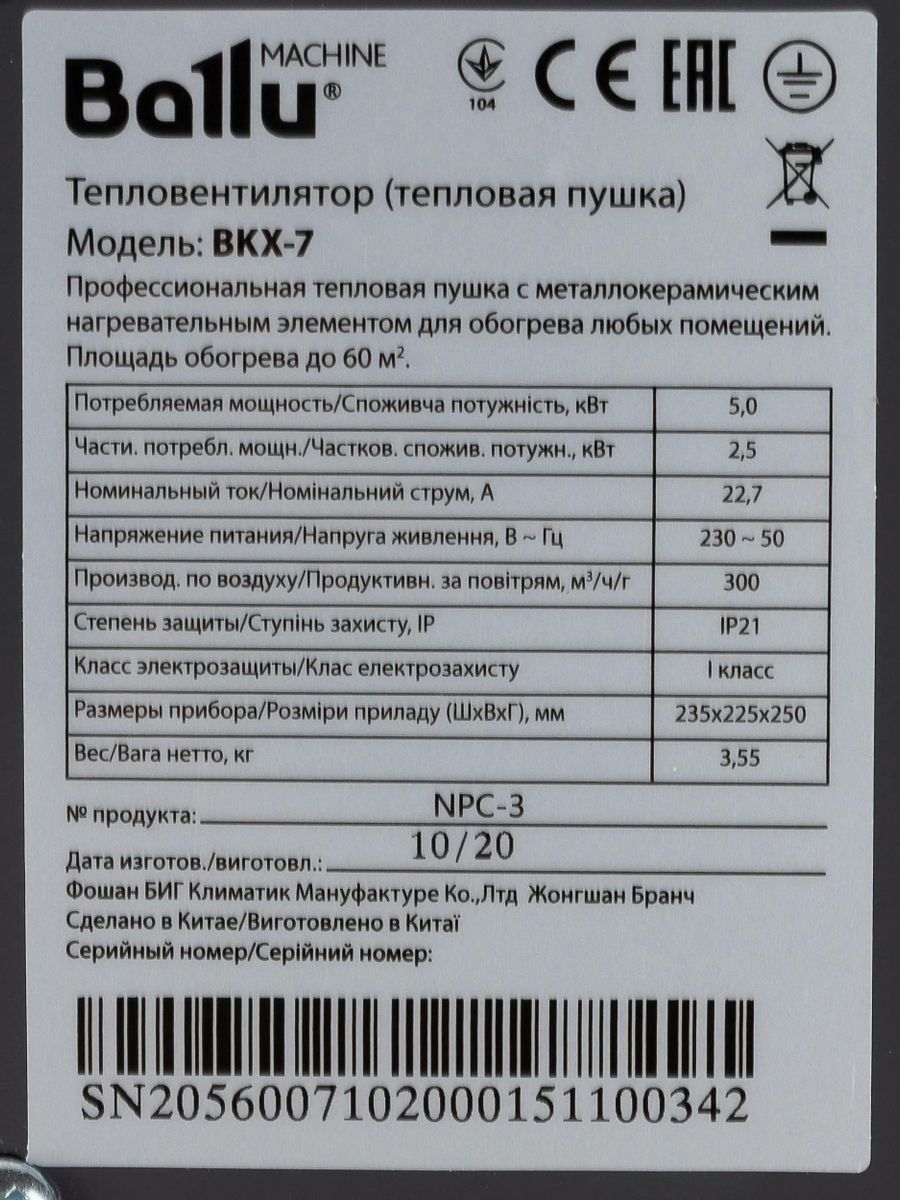 MACHINE
Ballu®
104
CE
EAC
Тепловентилятор (тепловая пушка)
Модель: BKX-7
Профессиональная тепловая пушка с металлокерамическим
нагревательным элементом для обогрева любых помещений.
Площадь обогрева до 60 м².
Потребляемая мощность/Споживча потужність, кВт 5,0
Части. потребл. мощн./Частков. спожив. потужн., кВт 2,5
Номинальный ток/Номінальний струм, А 22,7
Напряжение питания/Напруга живлення, В ~ Гц 230 ~ 50
Производ. по воздуху/Продуктивн. за повітрям, м³/ч/г 300
Степень защиты/Ступінь захисту, IP IP21
Класс электрозащиты/Клас електрозахисту I класс
Размеры прибора/Розміри приладу (ШхВхГ), мм 235x225x250
Вес/Вага нетто, кг 3,55
№ продукта: NPC-3
Дата изготов./виготовл.: 10/20
Фошан БИГ Климатик Мануфактуре Ко.,Лтд Жонгшан Бранч
Сделано в Китае/Виготовлено в Китаї
Серийный номер/Серійний номер:
SN2056007102000151100342